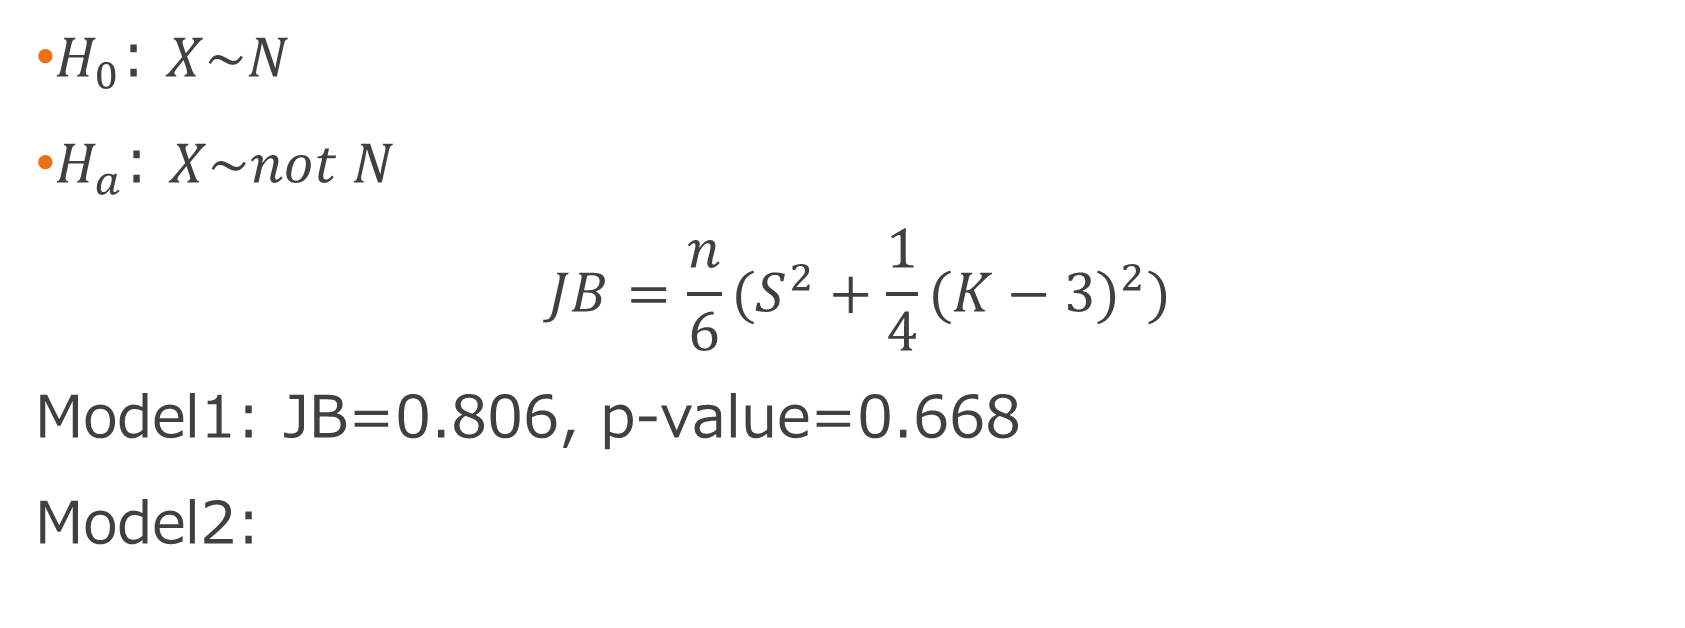 •𝐻₀: 𝑋~𝑁
•𝐻ₐ: 𝑋~𝑛𝑜𝑡 𝑁
𝐽𝐵 = 𝑛/6 (𝑆² + 1/4 (𝐾 − 3)²)
Model1: JB=0.806, p-value=0.668
Model2: